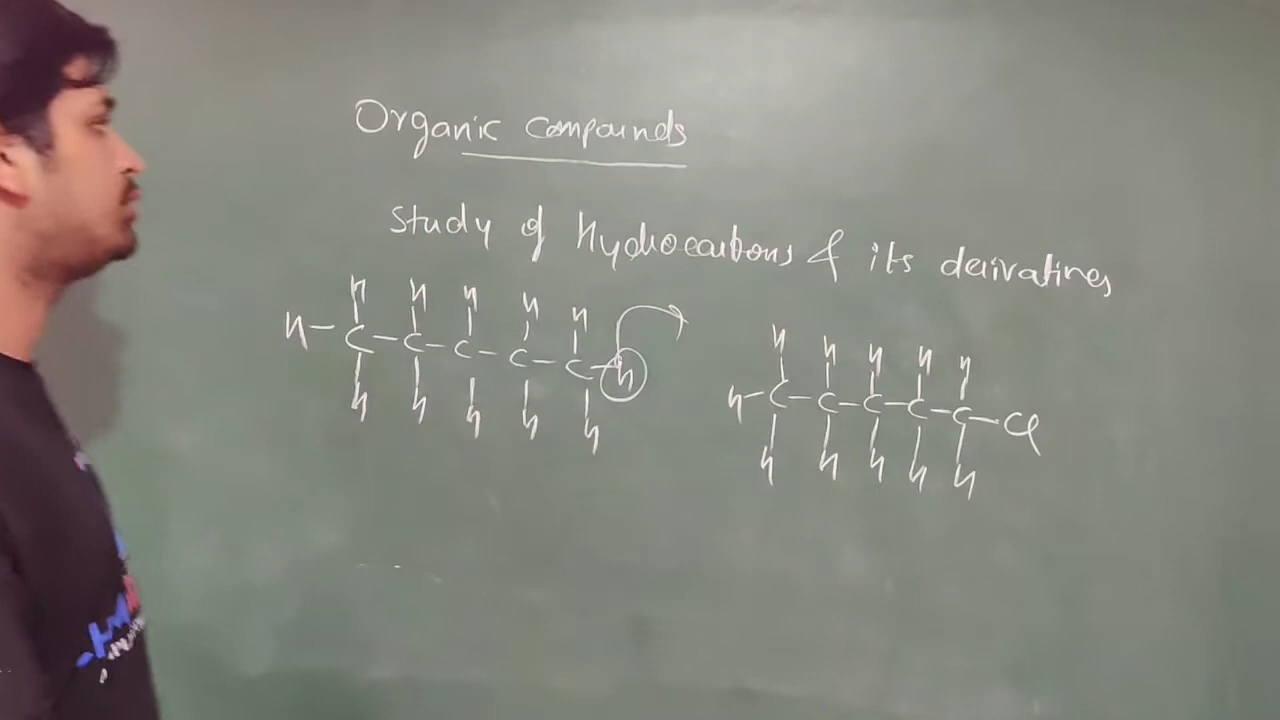 Organic compounds
Study of Hydrocarbons & its derivatives
H H H H H
H – C – C – C – C – C – H
H H H H H
H H H H H
H – C – C – C – C – C – Cl
H H H H H